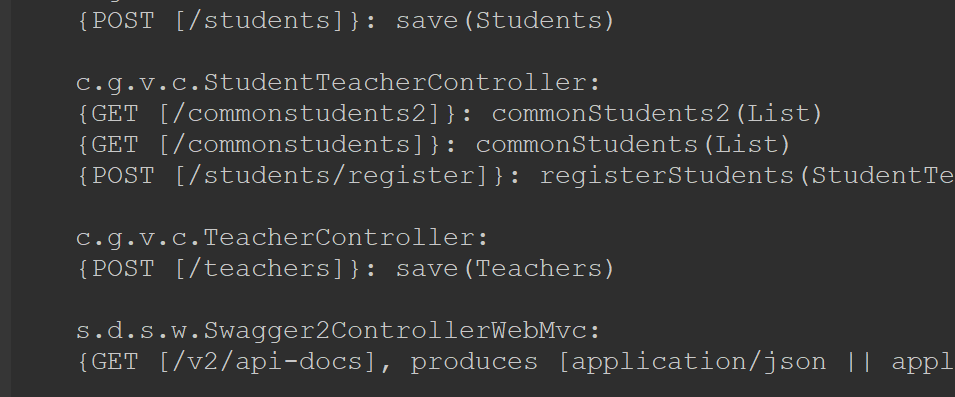 {POST [/students]}: save(Students)
c.g.v.c.StudentTeacherController:
{GET [/commonstudents2]}: commonStudents2(List)
{GET [/commonstudents]}: commonStudents(List)
{POST [/students/register]}: registerStudents(StudentTe
c.g.v.c.TeacherController:
{POST [/teachers]}: save(Teachers)
s.d.s.w.Swagger2ControllerWebMvc:
{GET [/v2/api-docs], produces [application/json || appl